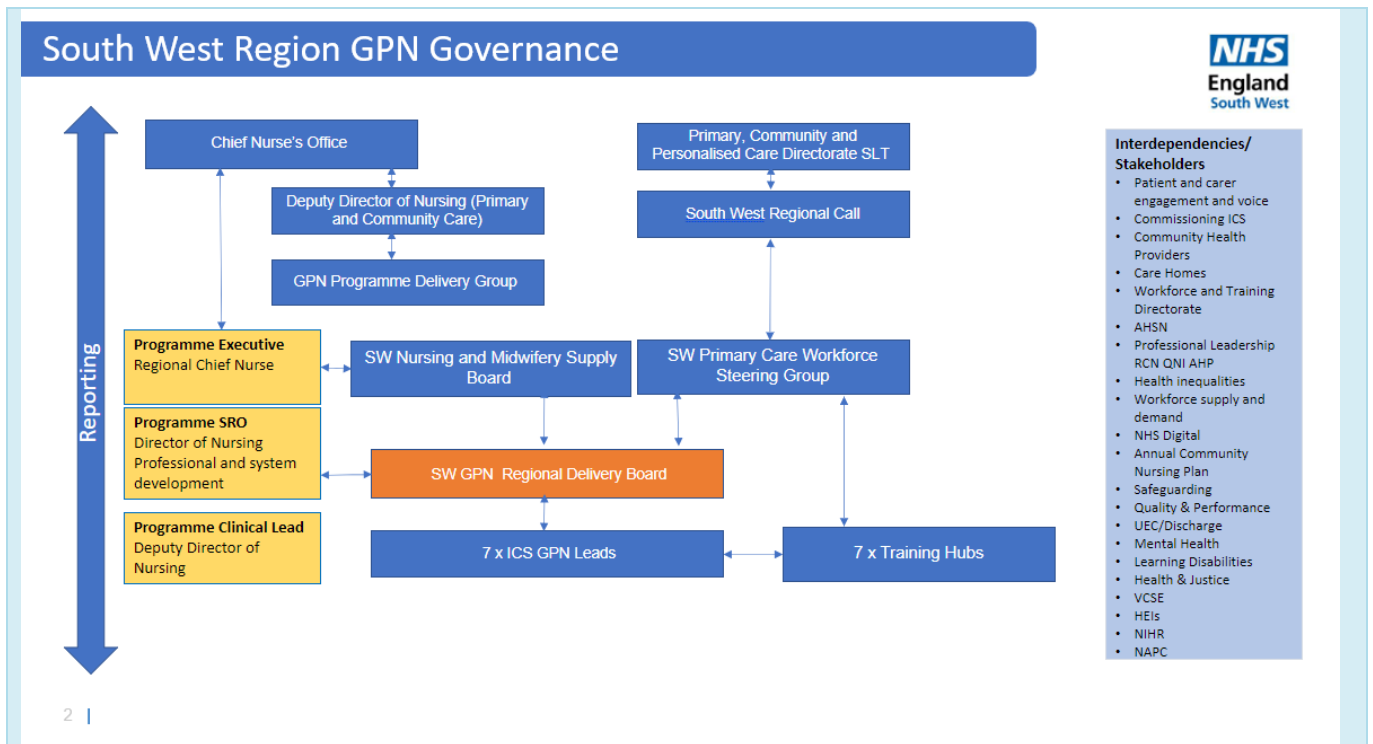 South West Region GPN Governance
NHS
England
South West
Reporting
Chief Nurse's Office
Deputy Director of Nursing (Primary
and Community Care)
GPN Programme Delivery Group
Primary, Community and
Personalised Care Directorate SLT
South West Regional Call
Programme Executive
Regional Chief Nurse
SW Nursing and Midwifery Supply
Board
SW Primary Care Workforce
Steering Group
Programme SRO
Director of Nursing
Professional and system
development
SW GPN Regional Delivery Board
Programme Clinical Lead
Deputy Director of
Nursing
7 x ICS GPN Leads
7 x Training Hubs
Interdependencies/
Stakeholders
• Patient and carer
engagement and voice
• Commissioning ICS
• Community Health
Providers
• Care Homes
• Workforce and Training
Directorate
• AHSN
• Professional Leadership
RCN QNI AHP
• Health inequalities
• Workforce supply and
demand
• NHS Digital
• Annual Community
Nursing Plan
• Safeguarding
• Quality & Performance
• UEC/Discharge
• Mental Health
• Learning Disabilities
• Health & Justice
• VCSE
• HEIs
• NIHR
• NAPC
2 |